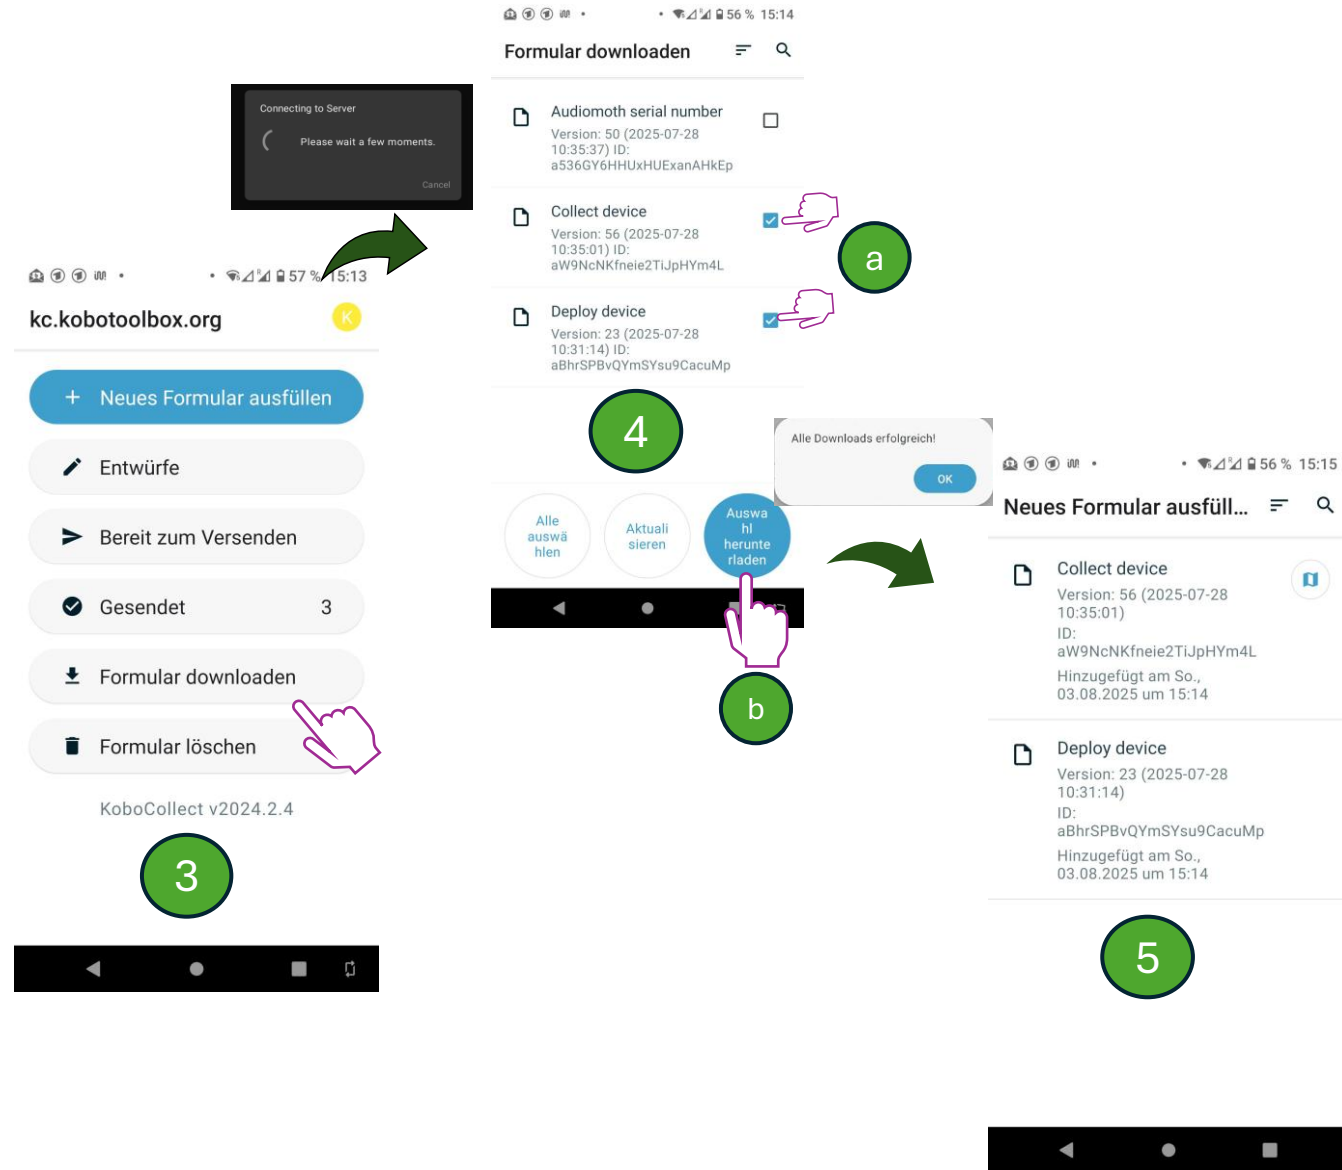 57 % 15:13
kc.kobotoolbox.org
K
+ Neues Formular ausfüllen
Entwürfe
Bereit zum Versenden
Gesendet 3
Formular downloaden
Formular löschen
KoboCollect v2024.2.4
3
Connecting to Server
Please wait a few moments.
Cancel
56 % 15:14
Formular downloaden
Audiomoth serial number
Version: 50 (2025-07-28
10:35:37) ID:
a536GY6HHUxHUExanAHkEp
Collect device
Version: 56 (2025-07-28
10:35:01) ID:
aW9NcNKfneie2TiJpHYm4L
Deploy device
Version: 23 (2025-07-28
10:31:14) ID:
aBhrSPBvQYmSYsu9CacuMp
a
4
Alle
auswä
hlen
Aktuali
sieren
Auswa
hl
herunte
rladen
b
Alle Downloads erfolgreich!
OK
56 % 15:15
Neues Formular ausfüll...
Collect device
Version: 56 (2025-07-28
10:35:01)
ID:
aW9NcNKfneie2TiJpHYm4L
Hinzugefügt am So.,
03.08.2025 um 15:14
Deploy device
Version: 23 (2025-07-28
10:31:14)
ID:
aBhrSPBvQYmSYsu9CacuMp
Hinzugefügt am So.,
03.08.2025 um 15:14
5